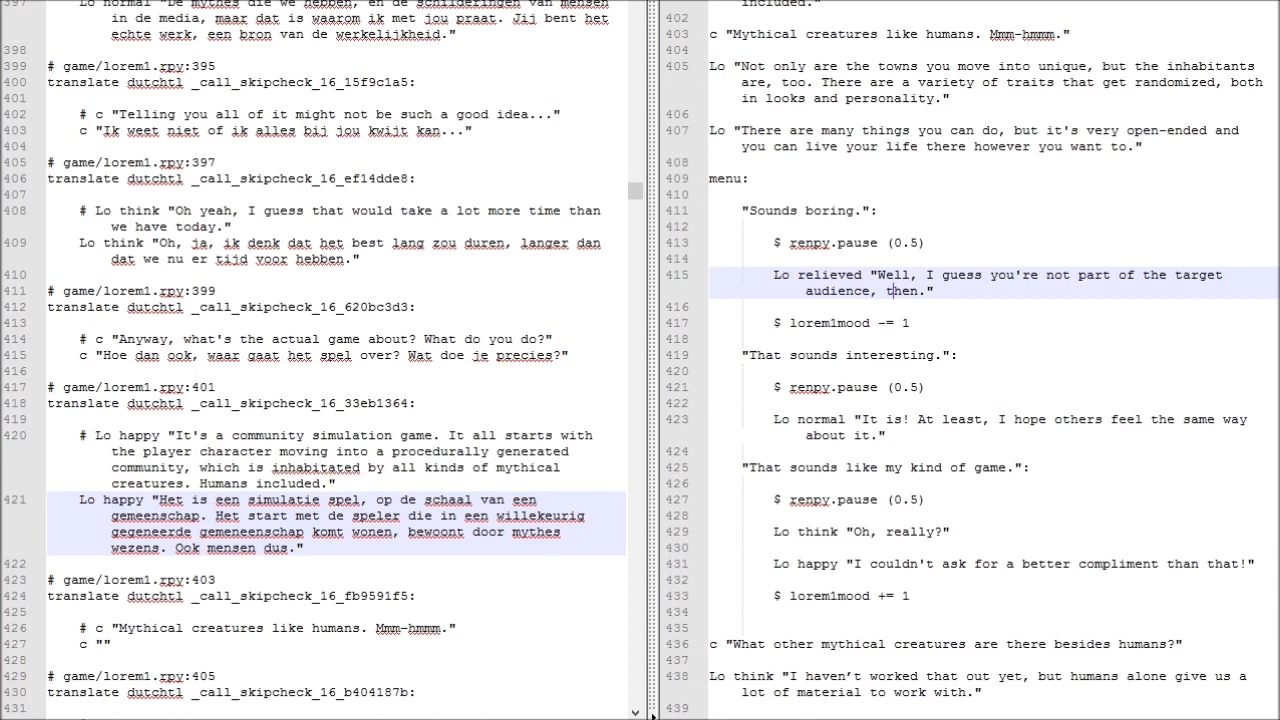 397 Lo normal "De mythes die we hebben, en de schilderingen van mensen
in de media, maar dat is waarom ik met jou praat. Jij bent het
echte werk, een bron van de werkelijkheid."
398
399 # game/lorem1.rpy:395
400 translate dutchtl _call_skipcheck_16_15f9c1a5:
401
402 # c "Telling you all of it might not be such a good idea..."
403 c "Ik weet niet of ik alles bij jou kwijt kan..."
404
405 # game/lorem1.rpy:397
406 translate dutchtl _call_skipcheck_16_ef14dde8:
407
408 # Lo think "Oh yeah, I guess that would take a lot more time than
we have today."
409 Lo think "Oh, ja, ik denk dat het best lang zou duren, langer dan
dat we nu er tijd voor hebben."
410
411 # game/lorem1.rpy:399
412 translate dutchtl _call_skipcheck_16_620bc3d3:
413
414 # c "Anyway, what's the actual game about? What do you do?"
415 c "Hoe dan ook, waar gaat het spel over? Wat doe je precies?"
416
417 # game/lorem1.rpy:401
418 translate dutchtl _call_skipcheck_16_33eb1364:
419
420 # Lo happy "It's a community simulation game. It all starts with
the player character moving into a procedurally generated
community, which is inhabitated by all kinds of mythical
creatures. Humans included."
421 Lo happy "Het is een simulatie spel, op de schaal van een
gemeenschap. Het start met de speler die in een willekeurig
gegeneerde gemeneenschap komt wonen, bewoont door mythes
wezens. Ook mensen dus."
422
423 # game/lorem1.rpy:403
424 translate dutchtl _call_skipcheck_16_fb9591f5:
425
426 # c "Mythical creatures like humans. Mmm-hmmm."
427 c ""
428
429 # game/lorem1.rpy:405
430 translate dutchtl _call_skipcheck_16_b404187b:
431
included."
402
403 c "Mythical creatures like humans. Mmm-hmmm."
404
405 Lo "Not only are the towns you move into unique, but the inhabitants
are, too. There are a variety of traits that get randomized, both
in looks and personality."
406
407 Lo "There are many things you can do, but it's very open-ended and
you can live your life there however you want to."
408
409 menu:
410
411 "Sounds boring.":
412
413 $ renpy.pause (0.5)
414
415 Lo relieved "Well, I guess you're not part of the target
audience, then."
416
417 $ lorem1mood -= 1
418
419 "That sounds interesting.":
420
421 $ renpy.pause (0.5)
422
423 Lo normal "It is! At least, I hope others feel the same way
about it."
424
425 "That sounds like my kind of game.":
426
427 $ renpy.pause (0.5)
428
429 Lo think "Oh, really?"
430
431 Lo happy "I couldn't ask for a better compliment than that!"
432
433 $ lorem1mood += 1
434
435
436 c "What other mythical creatures are there besides humans?"
437
438 Lo think "I haven’t worked that out yet, but humans alone give us a
lot of material to work with."
439